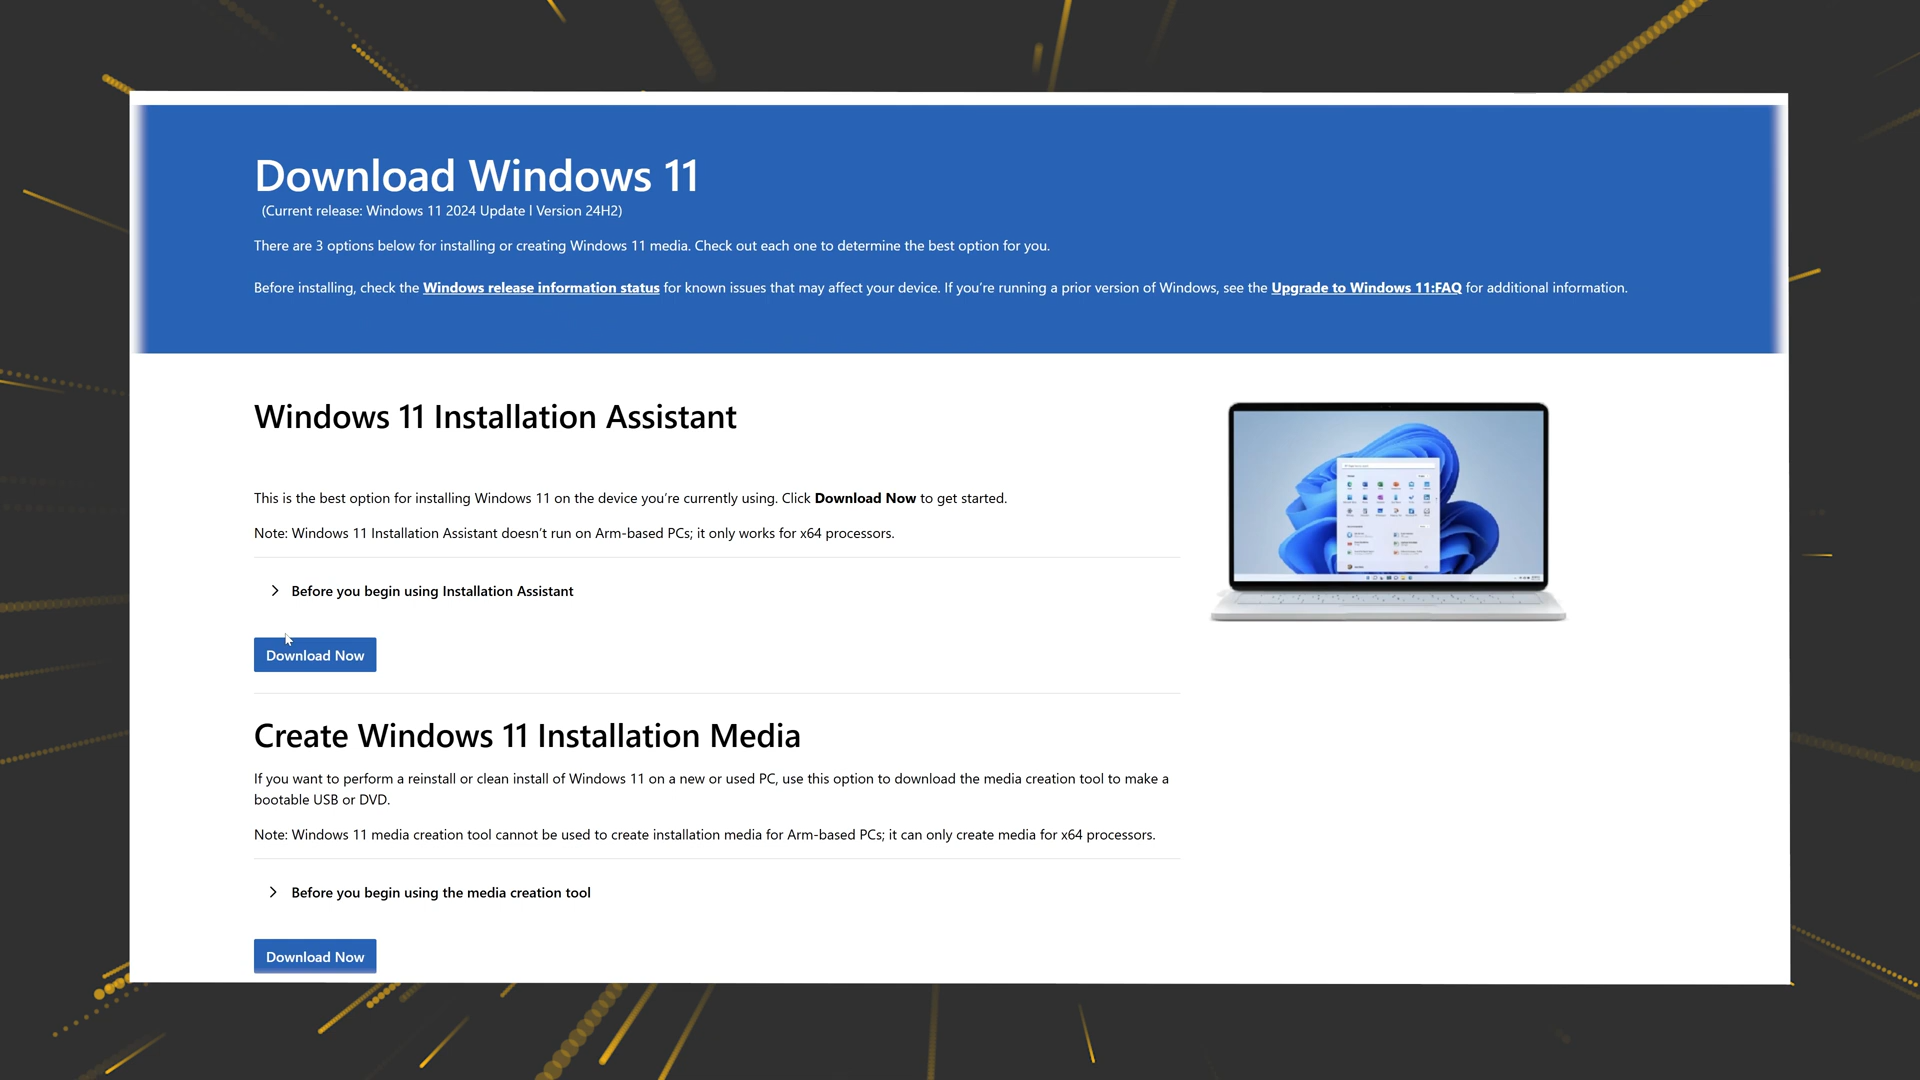 Download Windows 11
(Current release: Windows 11 2024 Update l Version 24H2)
There are 3 options below for installing or creating Windows 11 media. Check out each one to determine the best option for you.
Before installing, check the Windows release information status for known issues that may affect your device. If you're running a prior version of Windows, see the Upgrade to Windows 11:FAQ for additional information.
Windows 11 Installation Assistant
This is the best option for installing Windows 11 on the device you're currently using. Click Download Now to get started.
Note: Windows 11 Installation Assistant doesn't run on Arm-based PCs; it only works for x64 processors.
Before you begin using Installation Assistant
Download Now
Create Windows 11 Installation Media
If you want to perform a reinstall or clean install of Windows 11 on a new or used PC, use this option to download the media creation tool to make a
bootable USB or DVD.
Note: Windows 11 media creation tool cannot be used to create installation media for Arm-based PCs; it can only create media for x64 processors.
Before you begin using the media creation tool
Download Now